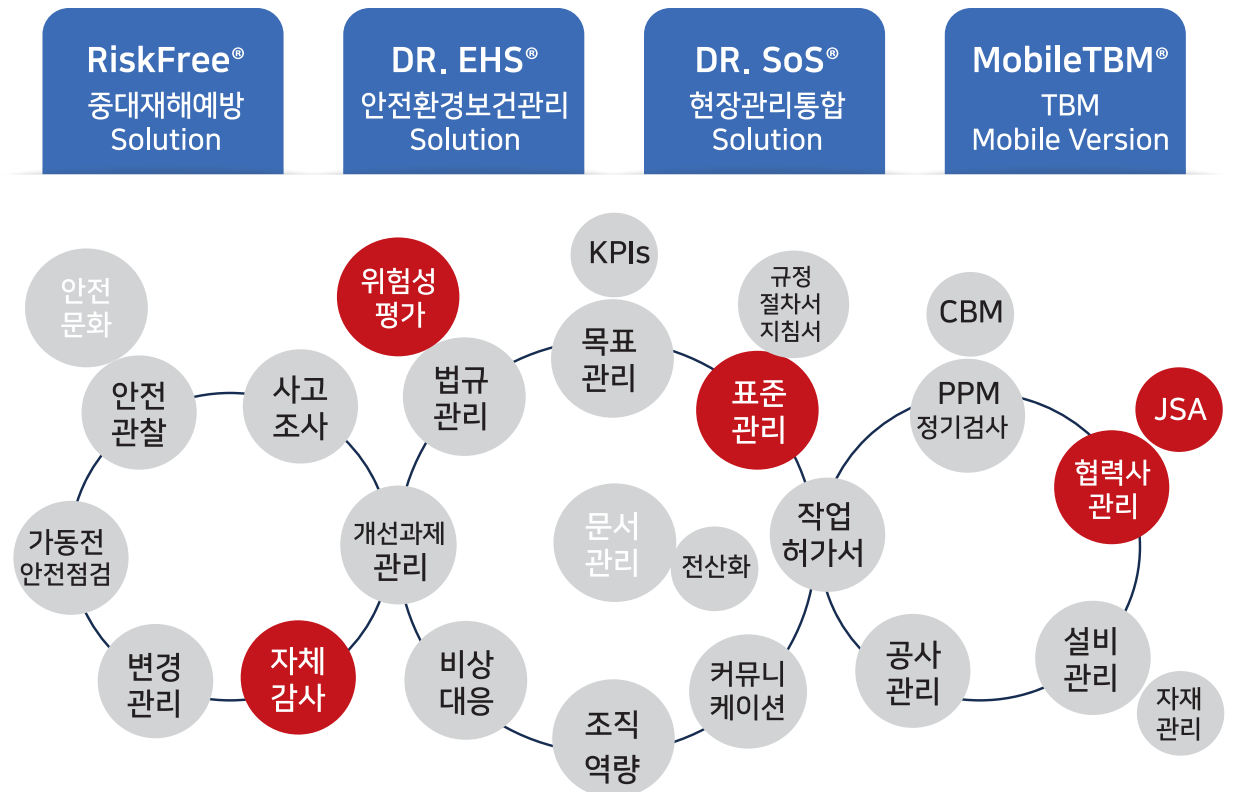 RiskFree®
중대재해예방
Solution
DR. EHS®
안전환경보건관리
Solution
DR. SoS®
현장관리통합
Solution
MobileTBM®
TBM
Mobile Version
안전
문화
안전
관찰
사고
조사
가동전
안전점검
변경
관리
자체
감사
개선과제
관리
위험성
평가
법규
관리
KPIs
목표
관리
규정
절차서
지침서
표준
관리
문서
관리
전산화
비상
대응
조직
역량
커뮤니
케이션
작업
허가서
CBM
PPM
정기검사
JSA
협력사
관리
공사
관리
설비
관리
자재
관리